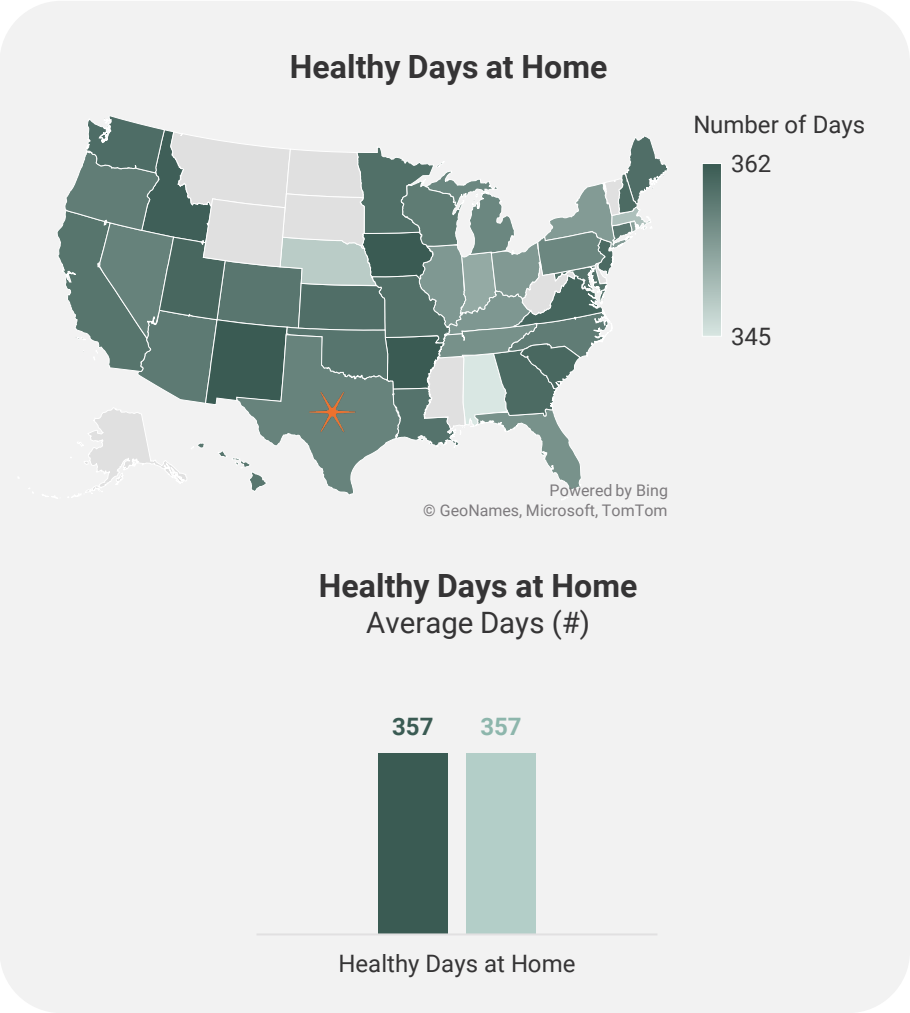 Healthy Days at Home
Number of Days
362
345
Powered by Bing
© GeoNames, Microsoft, TomTom
Healthy Days at Home
Average Days (#)
357 357
Healthy Days at Home